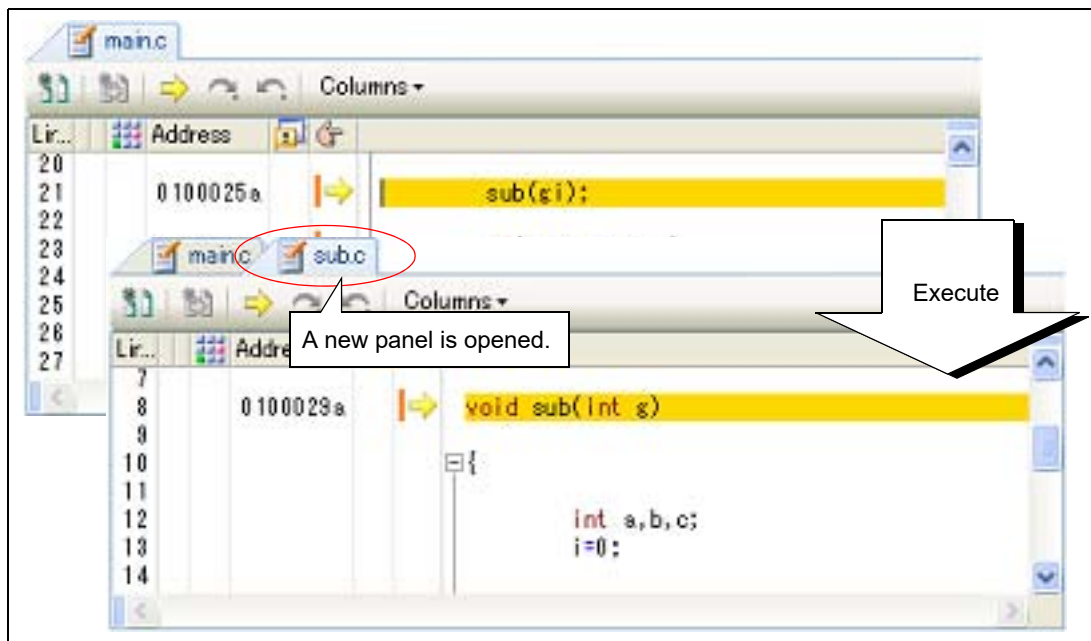 main.c
Columns
Lir... Address
20
21 0100025a sub(gi);
22
23
24
25
26
27
main.c sub.c
Columns
A new panel is opened.
Execute
Lir... Addre
7
8 0100029a void sub(int g)
9
10 {
11
12 int a,b,c;
13 i=0;
14